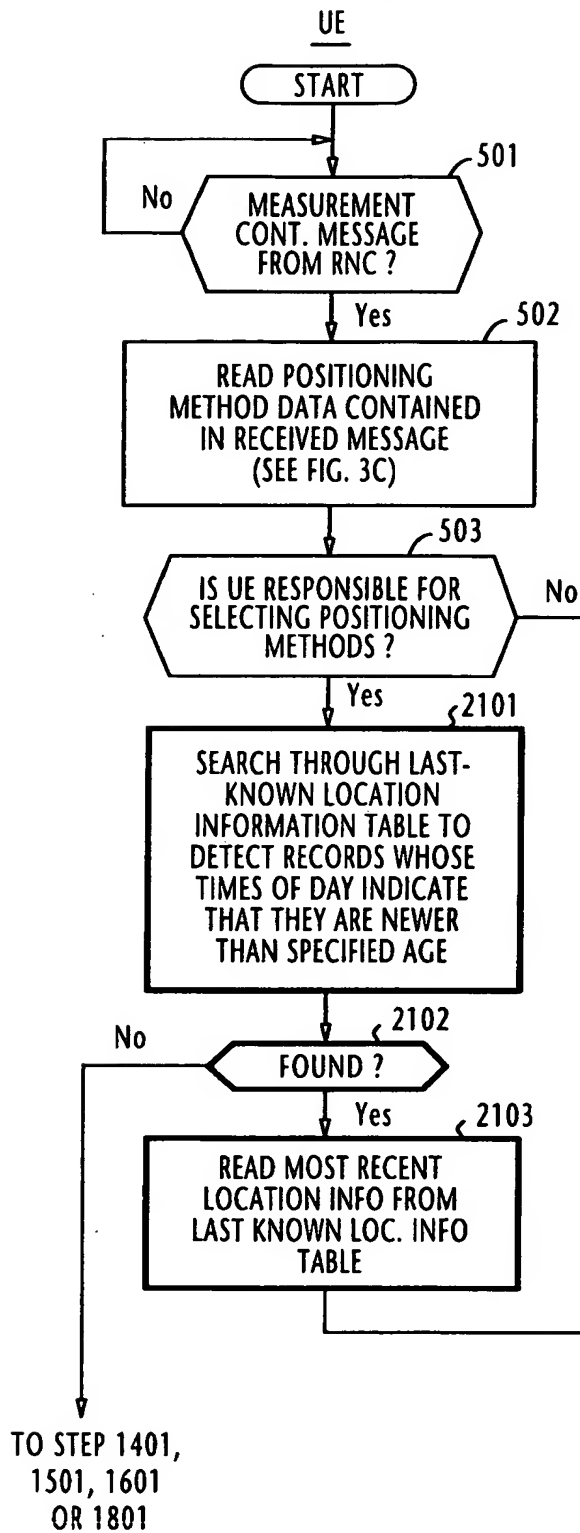 UE
START
501
No
MEASUREMENT
CONT. MESSAGE
FROM RNC ?
Yes
502
READ POSITIONING
METHOD DATA CONTAINED
IN RECEIVED MESSAGE
(SEE FIG. 3C)
503
IS UE RESPONSIBLE FOR
SELECTING POSITIONING
METHODS ?
No
Yes
2101
SEARCH THROUGH LAST-
KNOWN LOCATION
INFORMATION TABLE TO
DETECT RECORDS WHOSE
TIMES OF DAY INDICATE
THAT THEY ARE NEWER
THAN SPECIFIED AGE
No
2102
FOUND ?
Yes
2103
READ MOST RECENT
LOCATION INFO FROM
LAST KNOWN LOC. INFO
TABLE
TO STEP 1401,
1501, 1601
OR 1801